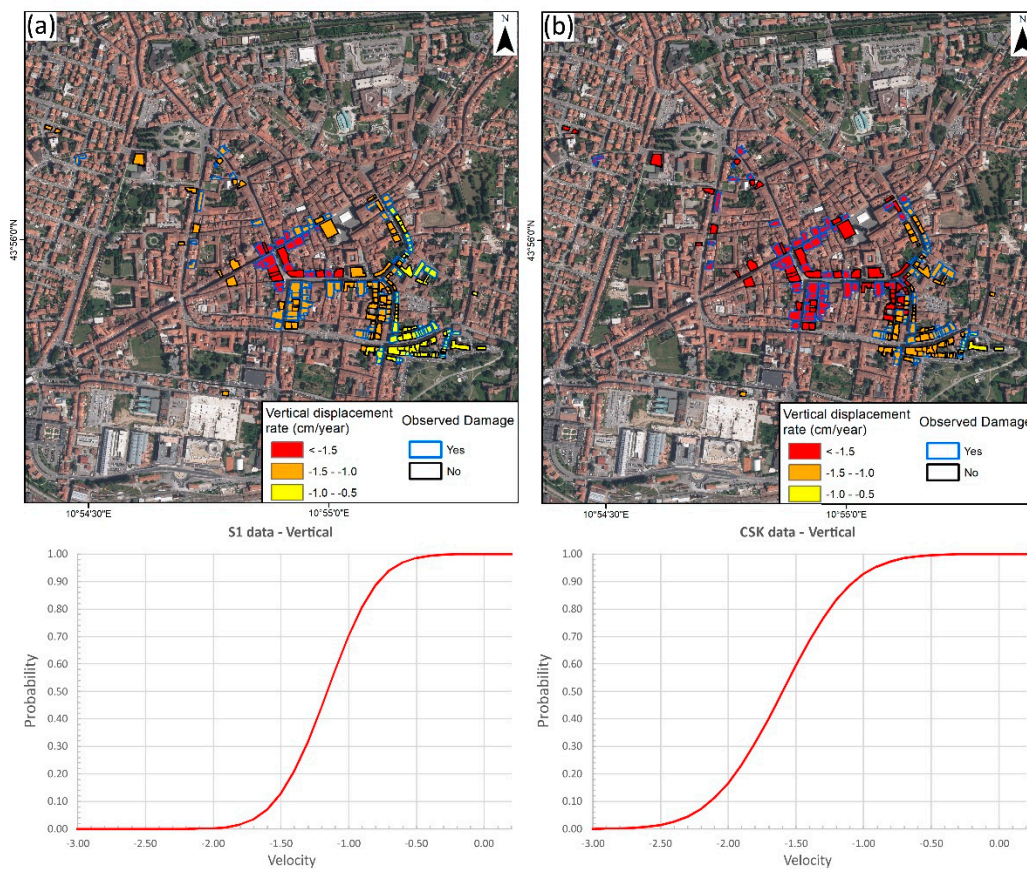 (a)
N
43°56'0"N
Vertical displacement
rate (cm/year)
< -1.5
-1.5 - -1.0
-1.0 - -0.5
Observed Damage
Yes
No
10°54'30"E
10°55'0"E
(b)
N
43°56'0"N
Vertical displacement
rate (cm/year)
< -1.5
-1.5 - -1.0
-1.0 - -0.5
Observed Damage
Yes
No
10°54'30"E
10°55'0"E
S1 data - Vertical
1.00
0.90
0.80
0.70
0.60
0.50
0.40
0.30
0.20
0.10
0.00
Probability
-3.00 -2.50 -2.00 -1.50 -1.00 -0.50 0.00
Velocity
CSK data - Vertical
1.00
0.90
0.80
0.70
0.60
0.50
0.40
0.30
0.20
0.10
0.00
Probability
-3.00 -2.50 -2.00 -1.50 -1.00 -0.50 0.00
Velocity